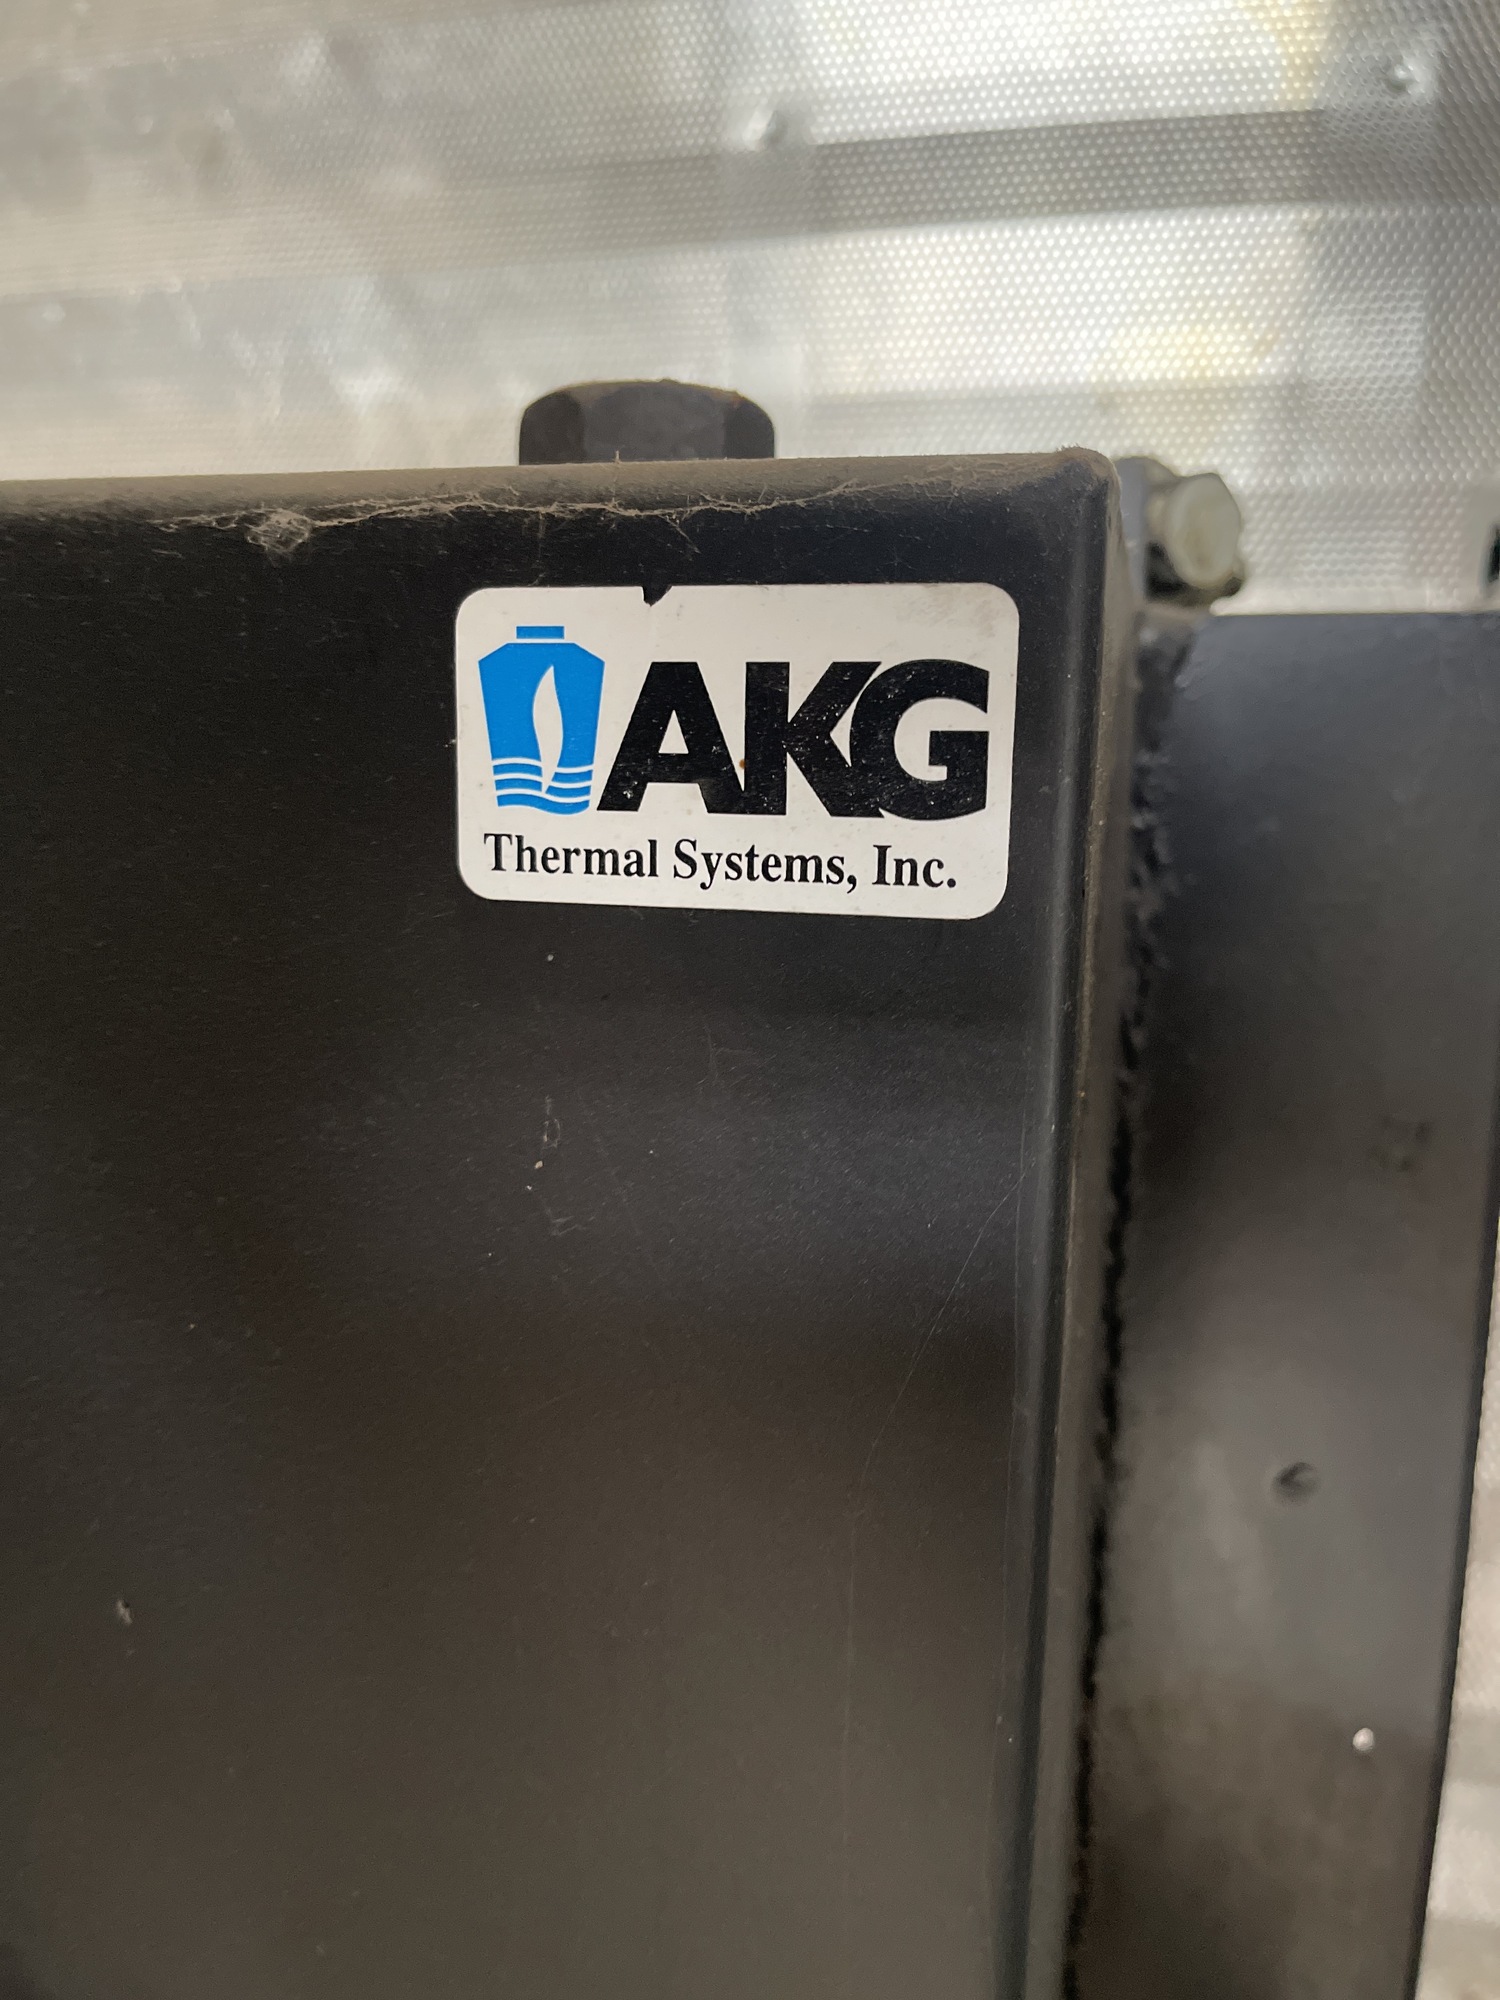 AKG
Thermal Systems, Inc.